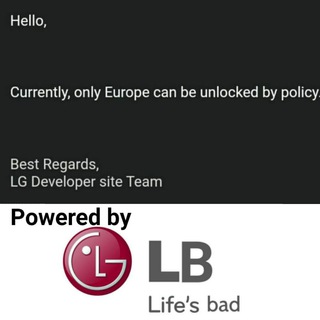 Hello,
Currently, only Europe can be unlocked by policy.
Best Regards,
LG Developer site Team
Powered by
LB
Life's bad